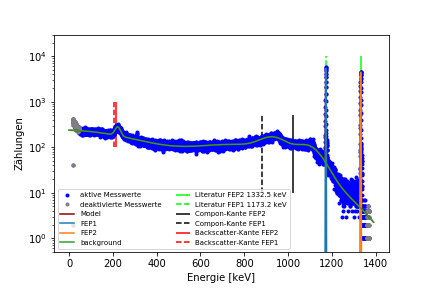 Zählungen
10⁴
10³
10²
10¹
10⁰
aktive Messwerte
deaktivierte Messwerte
Model
FEP1
FEP2
background
Literatur FEP2 1332.5 keV
Literatur FEP1 1173.2 keV
Compon-Kante FEP2
Compon-Kante FEP1
Backscatter-Kante FEP2
Backscatter-Kante FEP1
0 200 400 600 800 1000 1200 1400
Energie [keV]